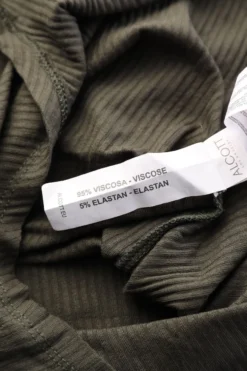 95% VISCOSA - VISCOSE
5% ELASTAN - ELASTAN
ALCOTT